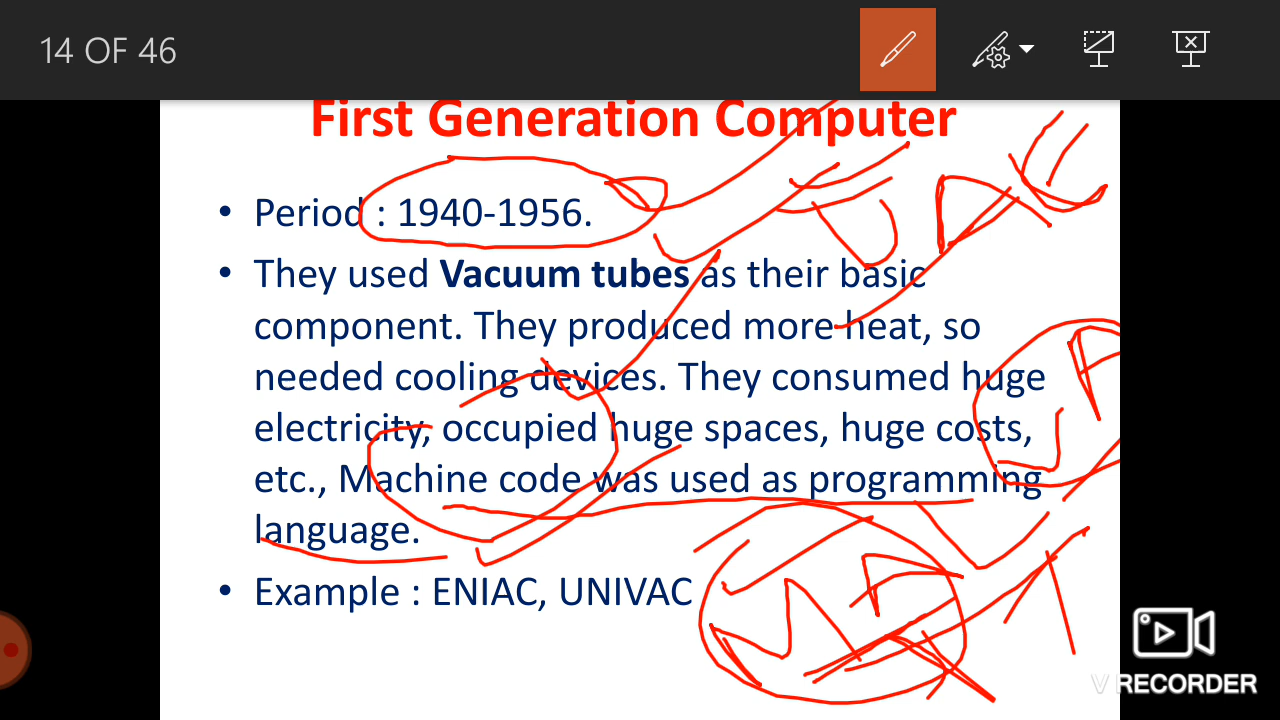 14 OF 46
First Generation Computer
• Period : 1940-1956.
• They used Vacuum tubes as their basic
component. They produced more heat, so
needed cooling devices. They consumed huge
electricity, occupied huge spaces, huge costs,
etc., Machine code was used as programming
language.
• Example : ENIAC, UNIVAC
V RECORDER